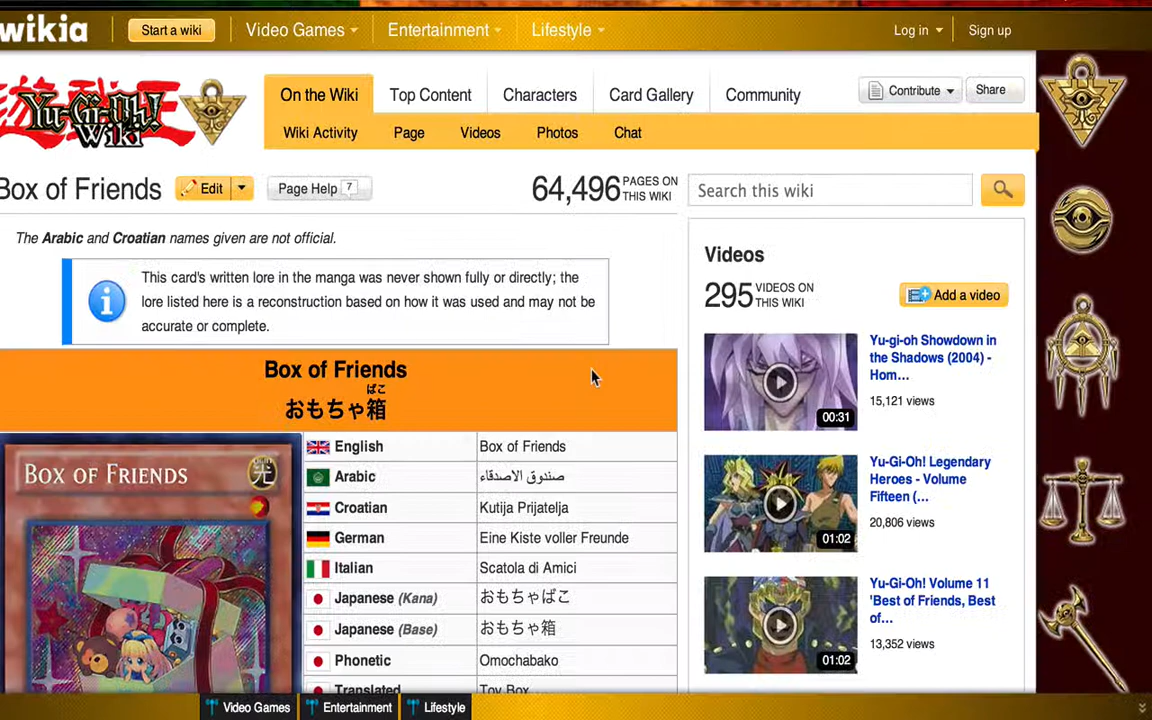 wikia
Start a wiki
Video Games
Entertainment
Lifestyle
Log in
Sign up
Yu-Gi-Oh!
Wiki
On the Wiki
Top Content
Characters
Card Gallery
Community
Contribute
Share
Wiki Activity
Page
Videos
Photos
Chat
Box of Friends
Edit
Page Help 7
64,496 PAGES ON
THIS WIKI
Search this wiki
The Arabic and Croatian names given are not official.
This card's written lore in the manga was never shown fully or directly; the
lore listed here is a reconstruction based on how it was used and may not be
accurate or complete.
Box of Friends
ばこ
おもちゃ箱
BOX OF FRIENDS
光
English Box of Friends
Arabic صندوق الاصدقاء
Croatian Kutija Prijatelja
German Eine Kiste voller Freunde
Italian Scatola di Amici
Japanese (Kana) おもちゃばこ
Japanese (Base) おもちゃ箱
Phonetic Omochabako
Translated Toy Box
Videos
295 VIDEOS ON
THIS WIKI
Add a video
00:31
Yu-gi-oh Showdown in
the Shadows (2004) -
Hom...
15,121 views
01:02
Yu-Gi-Oh! Legendary
Heroes - Volume
Fifteen (...
20,806 views
01:02
Yu-Gi-Oh! Volume 11
'Best of Friends, Best
of...
13,352 views
Video Games
Entertainment
Lifestyle